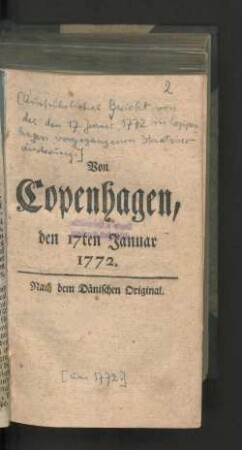 2
[Ausführlicher Bericht von
der den 17 Januar 1772 in Copen-
hagen vorgegangenen Staatsver-
änderung.]
Von
Copenhagen,
den 17ten Januar
1772.
Nach dem Dänischen Original.
[ca. 1772]